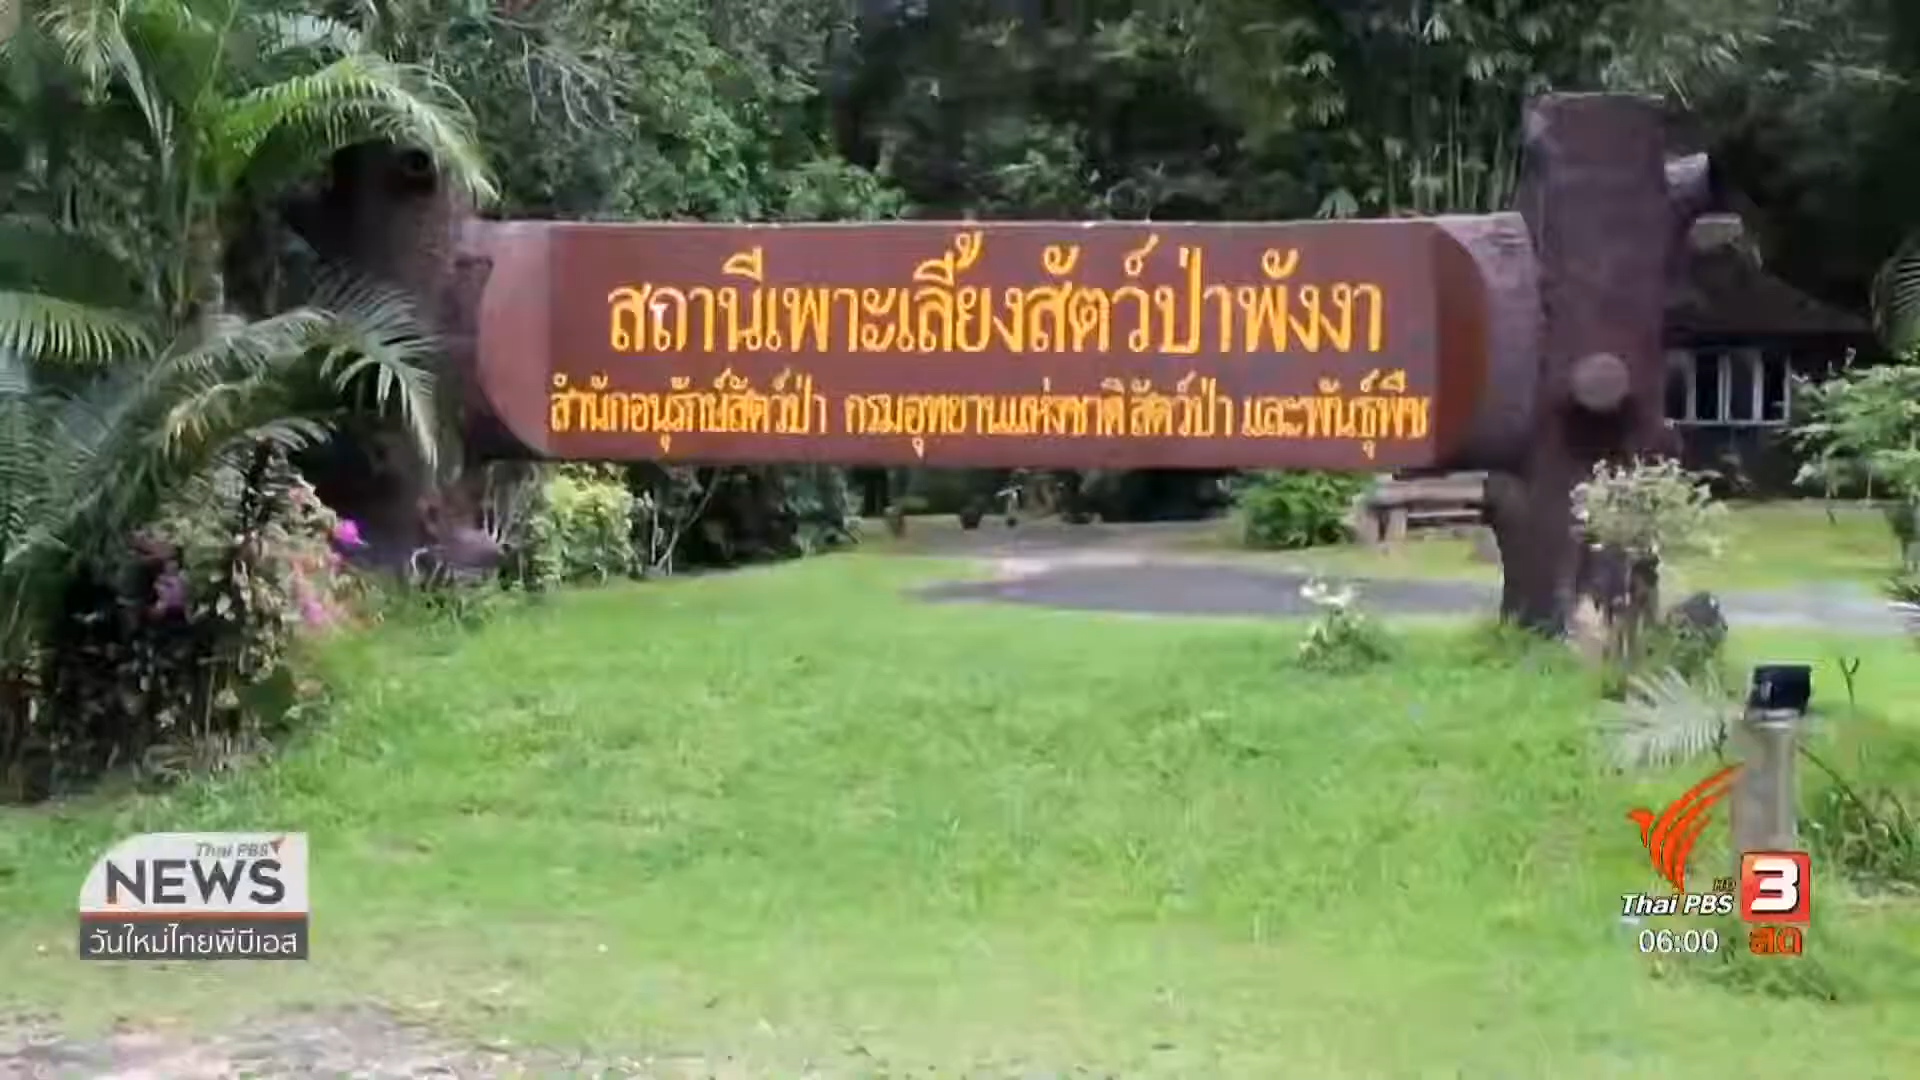 สถานีเพาะเลี้ยงสัตว์ป่าพังงา
สำนักอนุรักษ์สัตว์ป่า กรมอุทยานแห่งชาติ สัตว์ป่า และพันธุ์พืช
Thai PBS
NEWS
วันใหม่ไทยพีบีเอส
HD
Thai PBS 3
06:00 สด